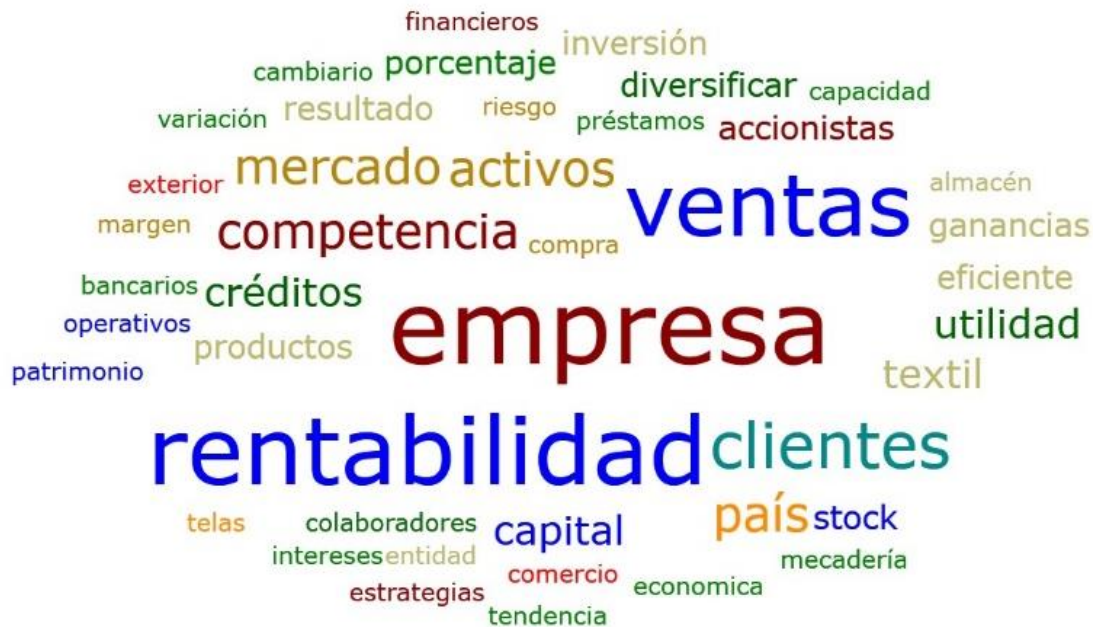 financieros
inversión
cambiario porcentaje
diversificar capacidad
variación resultado riesgo
préstamos accionistas
mercado activos
exterior
ventas almacén
margen competencia compra ganancias
bancarios créditos eficiente
operativos empresa utilidad
productos
patrimonio textil
rentabilidad clientes
telas colaboradores capital país stock
intereses entidad mecadería
estrategias comercio economica
tendencia